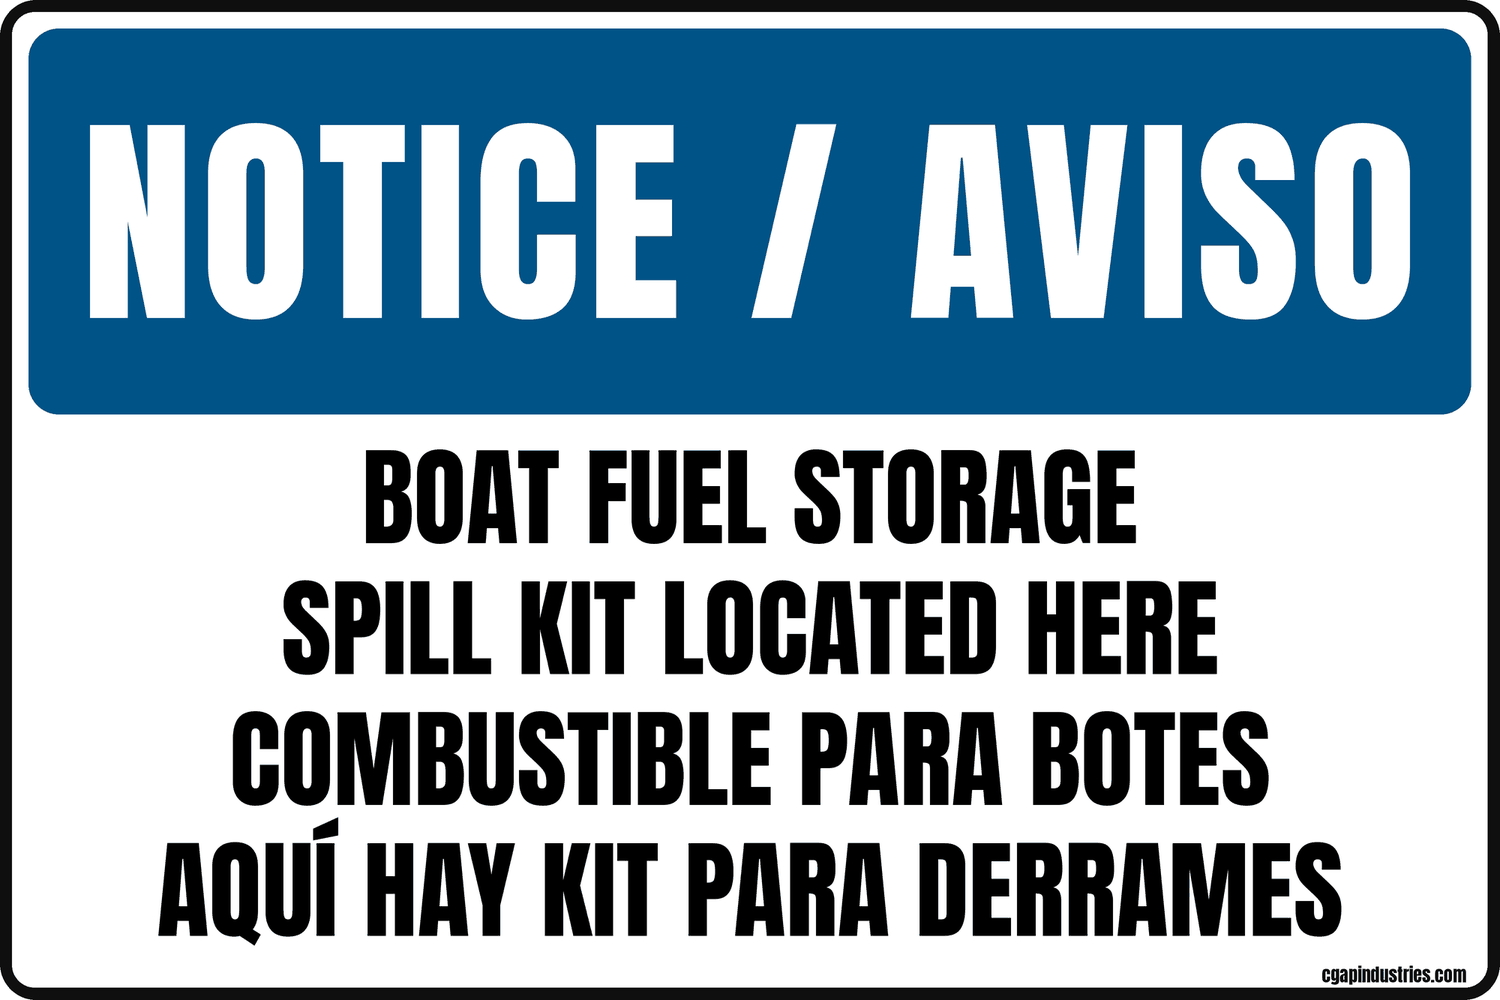 NOTICE / AVISO
BOAT FUEL STORAGE
SPILL KIT LOCATED HERE
COMBUSTIBLE PARA BOTES
AQUÍ HAY KIT PARA DERRAMES
cgapindustries.com